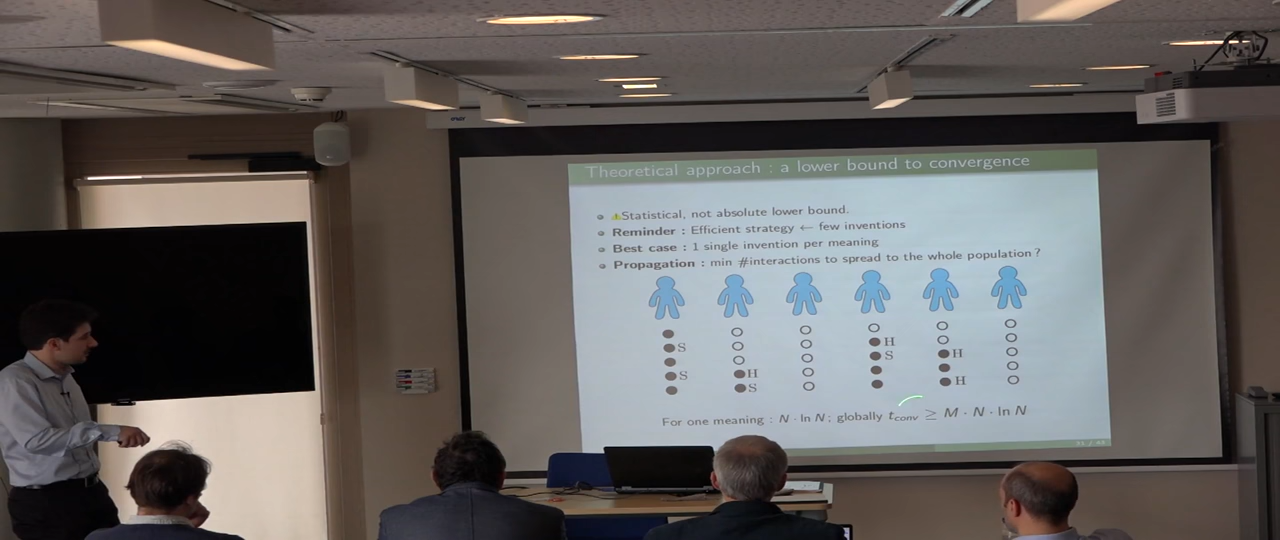 Theoretical approach : a lower bound to convergence
Statistical, not absolute lower bound.
Reminder : Efficient strategy ← few inventions
Best case : 1 single invention per meaning
Propagation : min #interactions to spread to the whole population ?
H
S S
H H
S H
S H
For one meaning : N · ln N; globally t_conv ≥ M · N · ln N